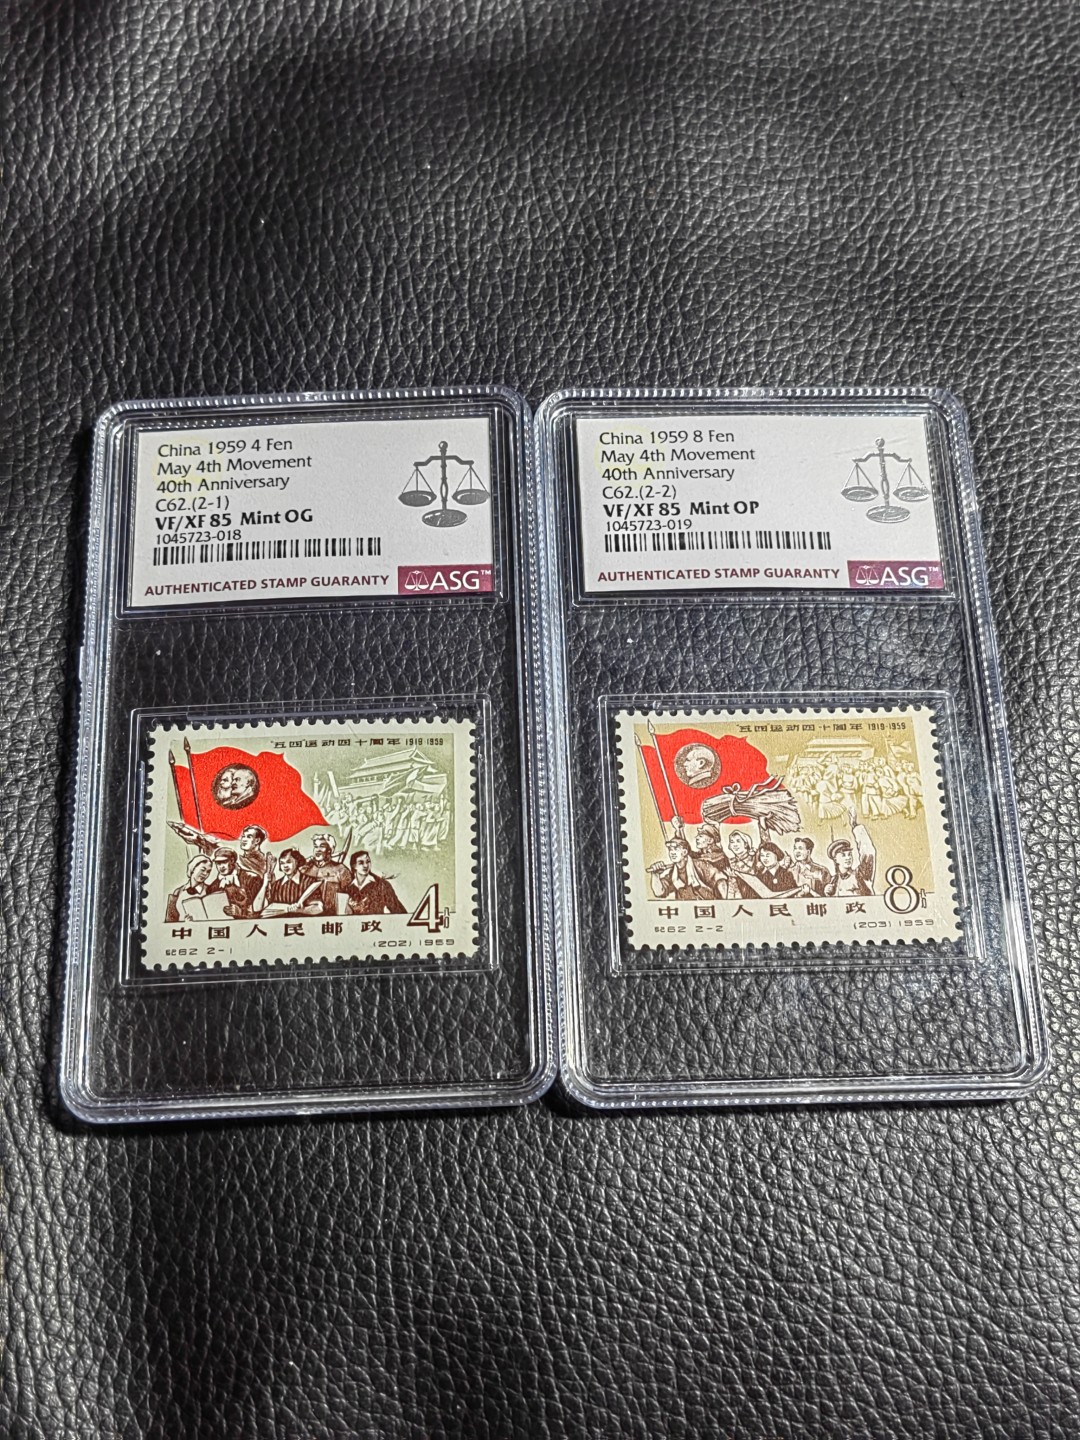 China 1959 4 Fen
May 4th Movement
40th Anniversary
C62.(2-1)
VF/XF 85 Mint OG
1045723-018
AUTHENTICATED STAMP GUARANTY
ASG™
"五四运动四十周年 1919-1959
中国人民邮政
4分
纪62 2-1
(202) 1959
China 1959 8 Fen
May 4th Movement
40th Anniversary
C62.(2-2)
VF/XF 85 Mint OP
1045723-019
AUTHENTICATED STAMP GUARANTY
ASG™
"五四运动四十周年 1919-1959
中国人民邮政
8分
纪62 2-2
(203) 1959